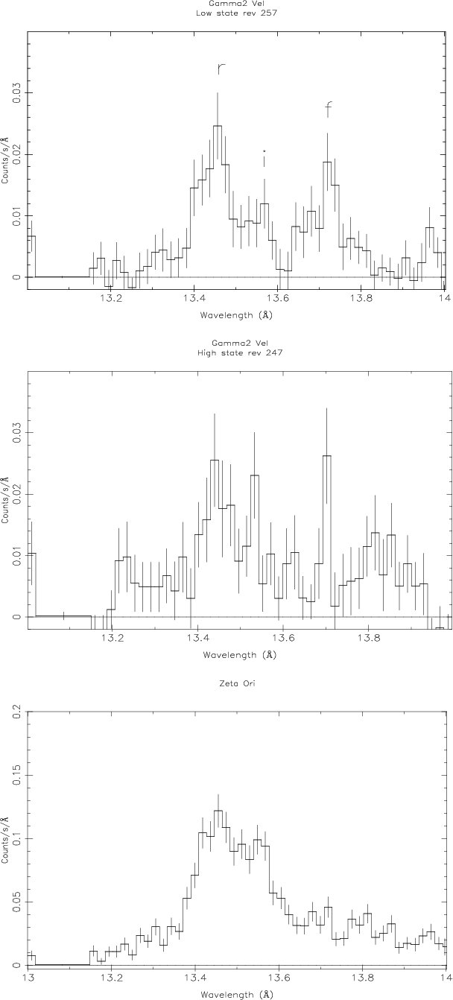 Gamma2 Vel
Low state rev 257
r
f
i
0.03
0.02
0.01
0
Counts/s/Å
13.2 13.4 13.6 13.8 14
Wavelength (Å)
Gamma2 Vel
High state rev 247
0.03
0.02
0.01
0
Counts/s/Å
13.2 13.4 13.6 13.8
Wavelength (Å)
Zeta Ori
0.2
0.15
0.1
0.05
0
Counts/s/Å
13 13.2 13.4 13.6 13.8 14
Wavelength (Å)